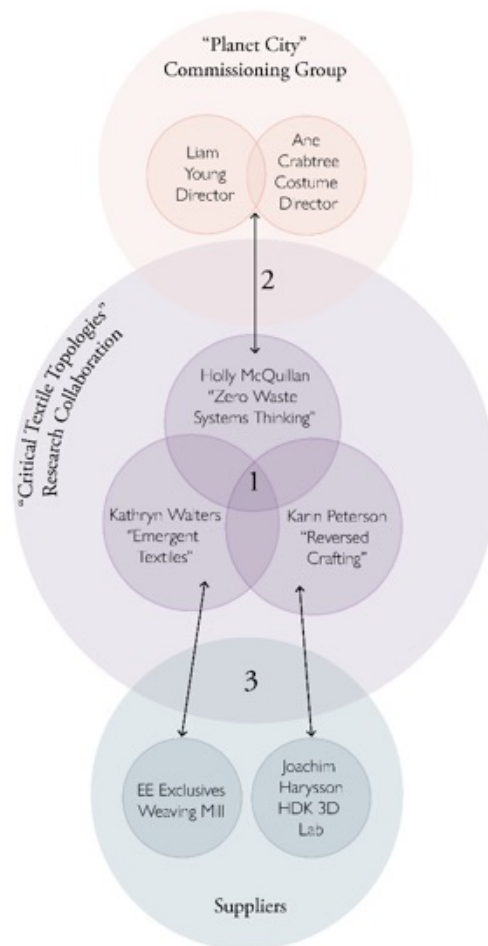 “Planet City”
Commissioning Group
Liam
Young
Director
Ane
Crabtree
Costume
Director
2
“Critical Textile Topologies”
Research Collaboration
Holly McQuillan
“Zero Waste
Systems Thinking”
1
Kathryn Walters
“Emergent
Textiles”
Karin Peterson
“Reversed
Crafting”
3
EE Exclusives
Weaving Mill
Joachim
Harysson
HDK 3D
Lab
Suppliers